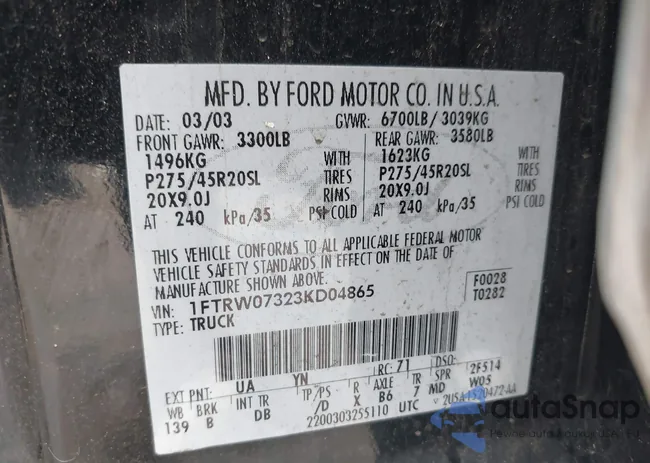 MFD. BY FORD MOTOR CO. IN U.S.A.
DATE: 03/03 GVWR: 6700LB/ 3039KG
FRONT GAWR: 3300LB REAR GAWR: 3580LB
1496KG WITH 1623KG WITH
P275/45R20SL TIRES P275/45R20SL TIRES
20X9.0J RIMS 20X9.0J RIMS
AT 240 kPa/35 PSI COLD AT 240 kPa/35 PSI COLD
THIS VEHICLE CONFORMS TO ALL APPLICABLE FEDERAL MOTOR
VEHICLE SAFETY STANDARDS IN EFFECT ON THE DATE OF
MANUFACTURE SHOWN ABOVE.
VIN: 1FTRW07323KD04865 F0028
TYPE: TRUCK T0282
EXT PNT: UA YN RC: 71 DSO: 2F514
WB BRK INT TR TP/PS R AXLE TR SPR W05
139 B DB /D X B6 7 MD
2200303255110 UTC
autoSnap